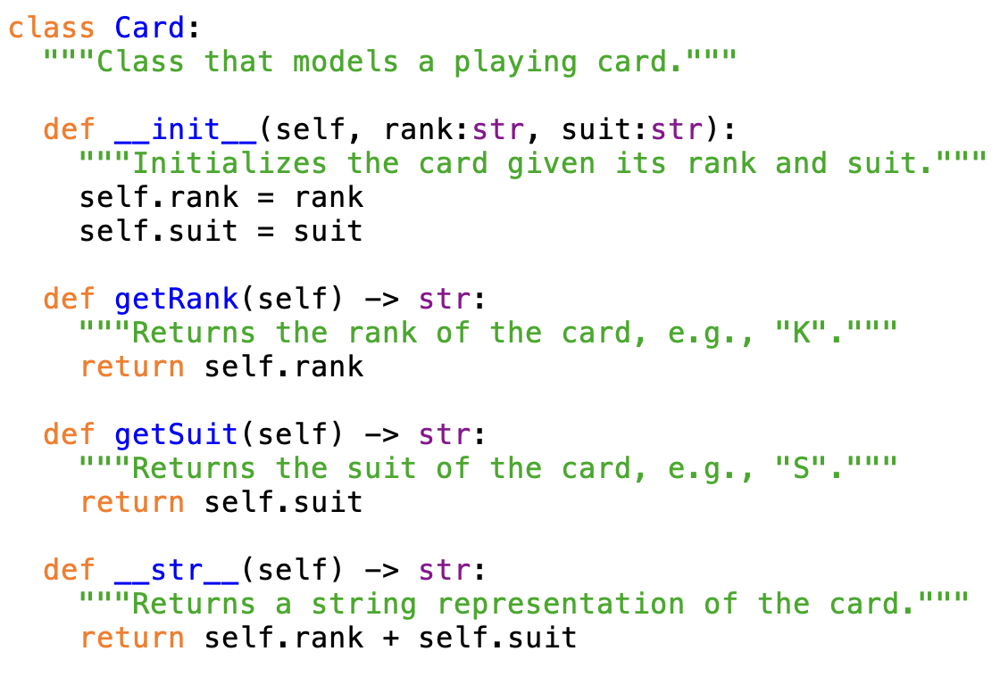 class Card:
  """Class that models a playing card."""

  def __init__(self, rank:str, suit:str):
    """Initializes the card given its rank and suit."""
    self.rank = rank
    self.suit = suit

  def getRank(self) -> str:
    """Returns the rank of the card, e.g., "K"."""
    return self.rank

  def getSuit(self) -> str:
    """Returns the suit of the card, e.g., "S"."""
    return self.suit

  def __str__(self) -> str:
    """Returns a string representation of the card."""
    return self.rank + self.suit